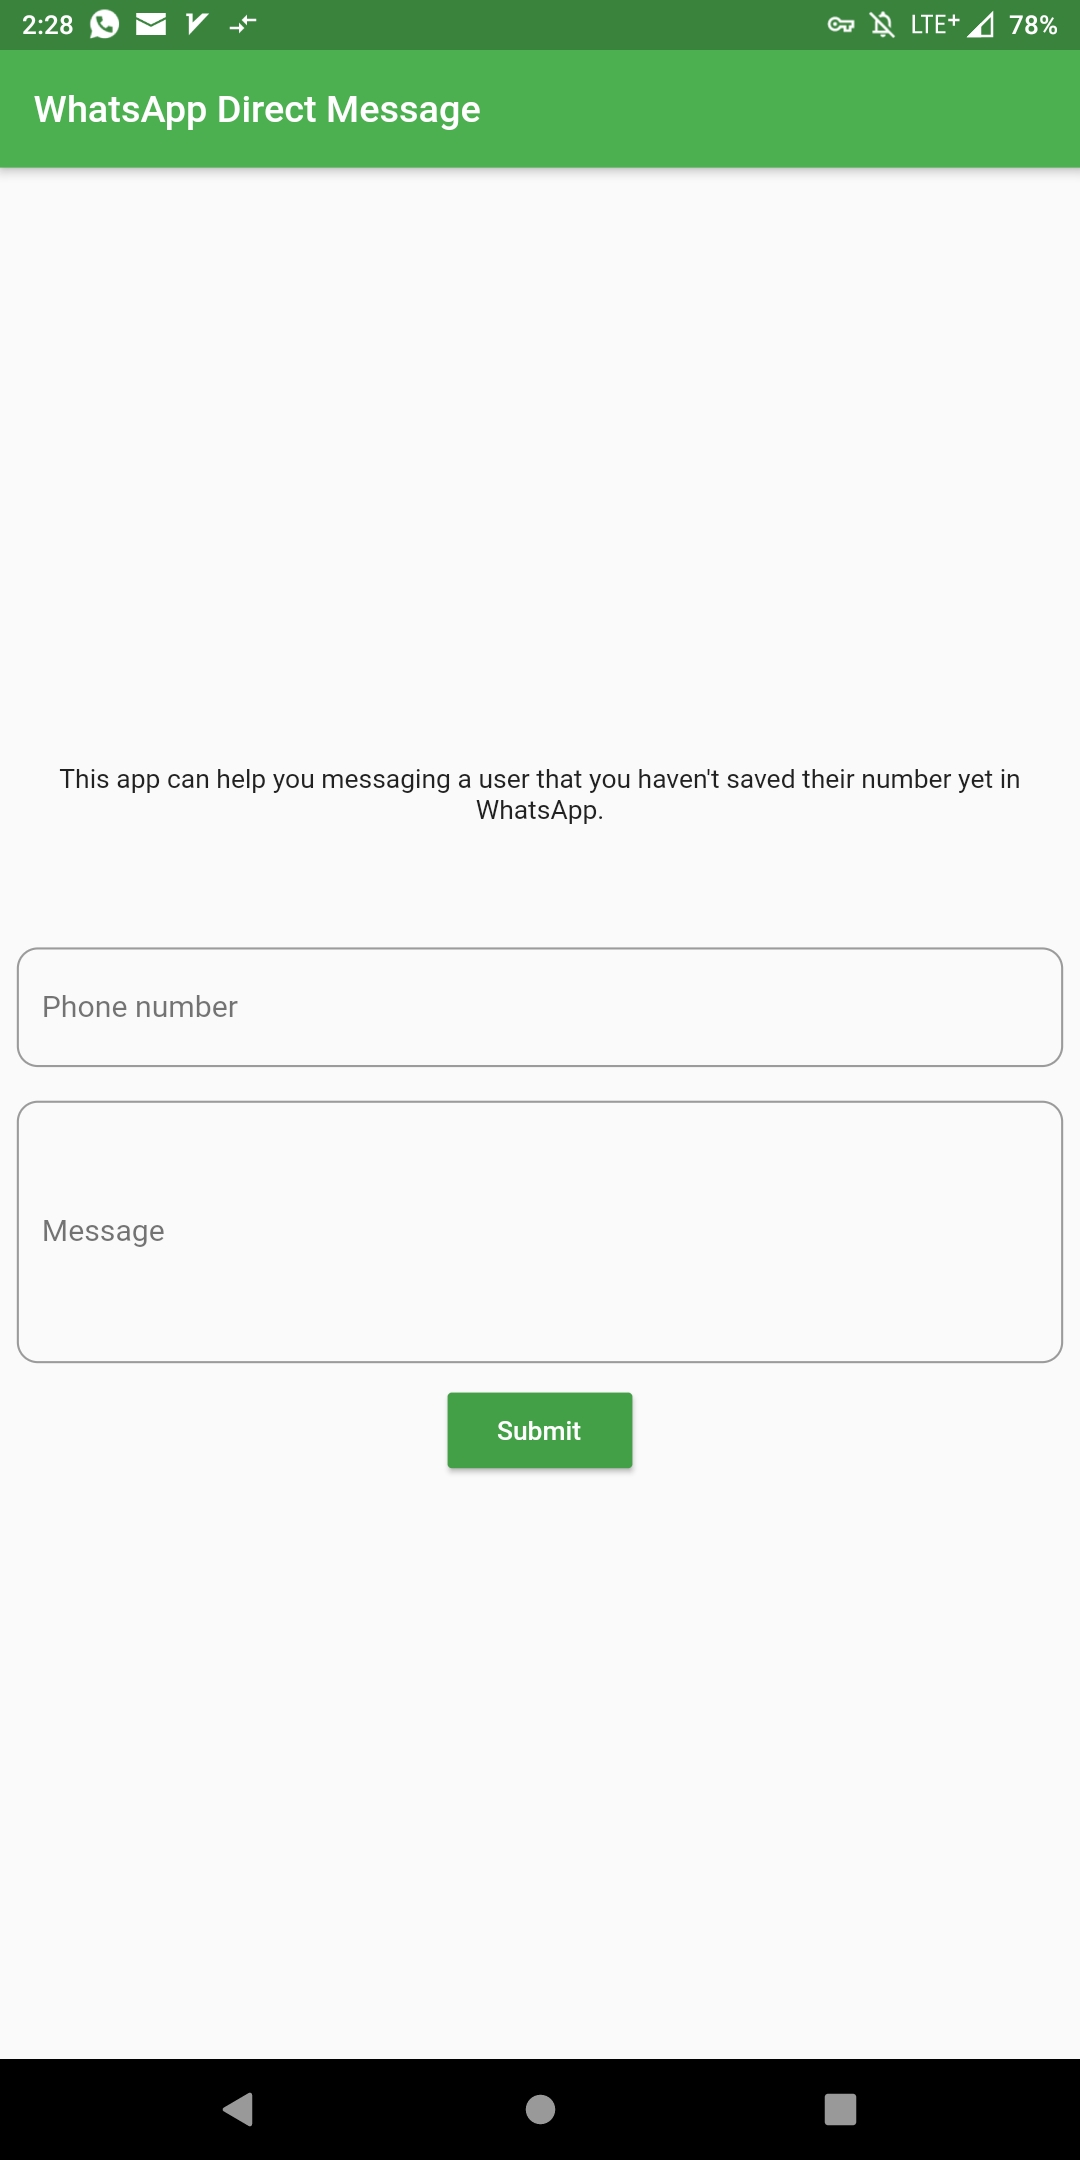 2:28 LTE+ 78%
WhatsApp Direct Message
This app can help you messaging a user that you haven't saved their number yet in
WhatsApp.
Phone number
Message
Submit